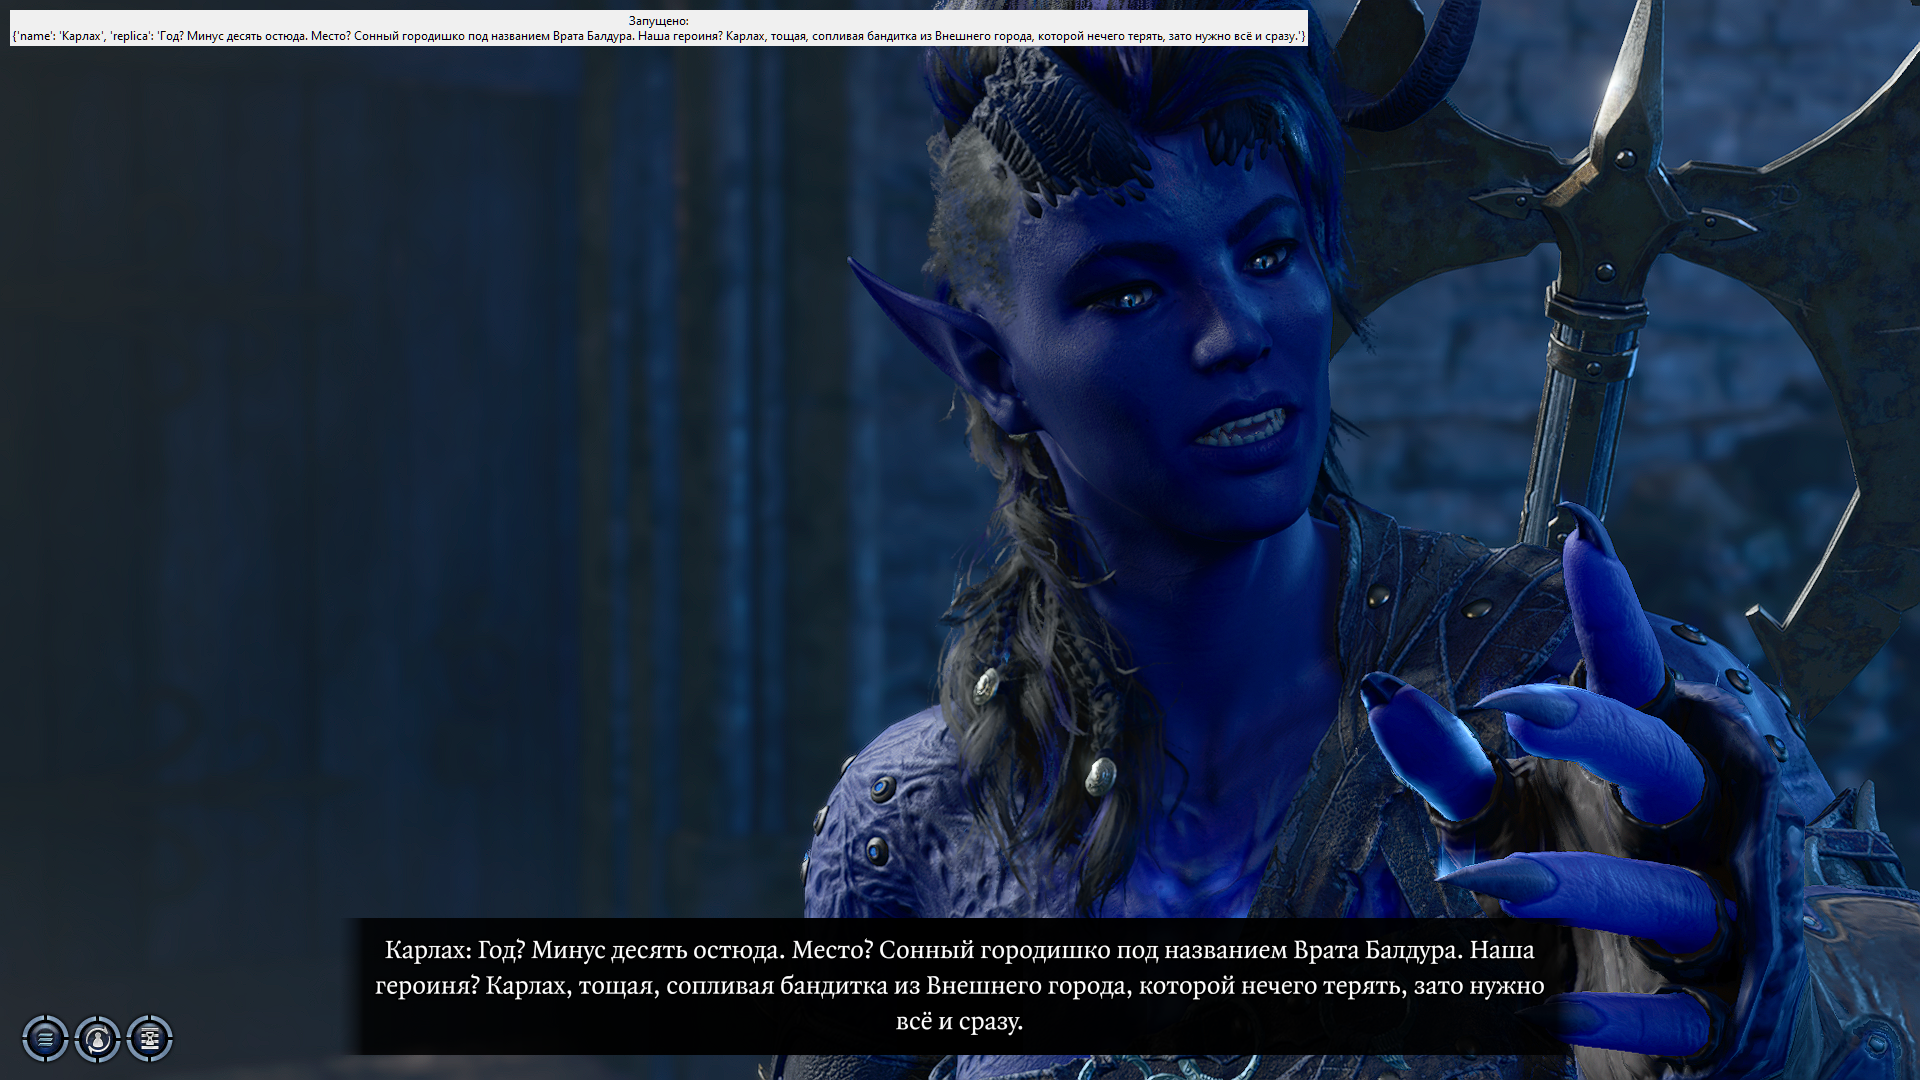 Запущено:
{'name': 'Карлах', 'replica': 'Год? Минус десять остюда. Место? Сонный городишко под названием Врата Балдура. Наша героиня? Карлах, тощая, сопливая бандитка из Внешнего города, которой нечего терять, зато нужно всё и сразу.'}
Карлах: Год? Минус десять остюда. Место? Сонный городишко под названием Врата Балдура. Наша
героиня? Карлах, тощая, сопливая бандитка из Внешнего города, которой нечего терять, зато нужно
всё и сразу.